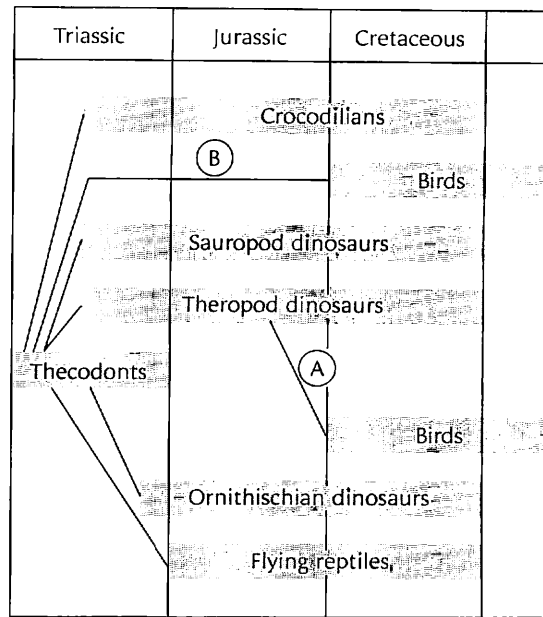 Triassic Jurassic Cretaceous
Crocodilians
B
Birds
Sauropod dinosaurs
Theropod dinosaurs
Thecodonts
A
Birds
Ornithischian dinosaurs
Flying reptiles